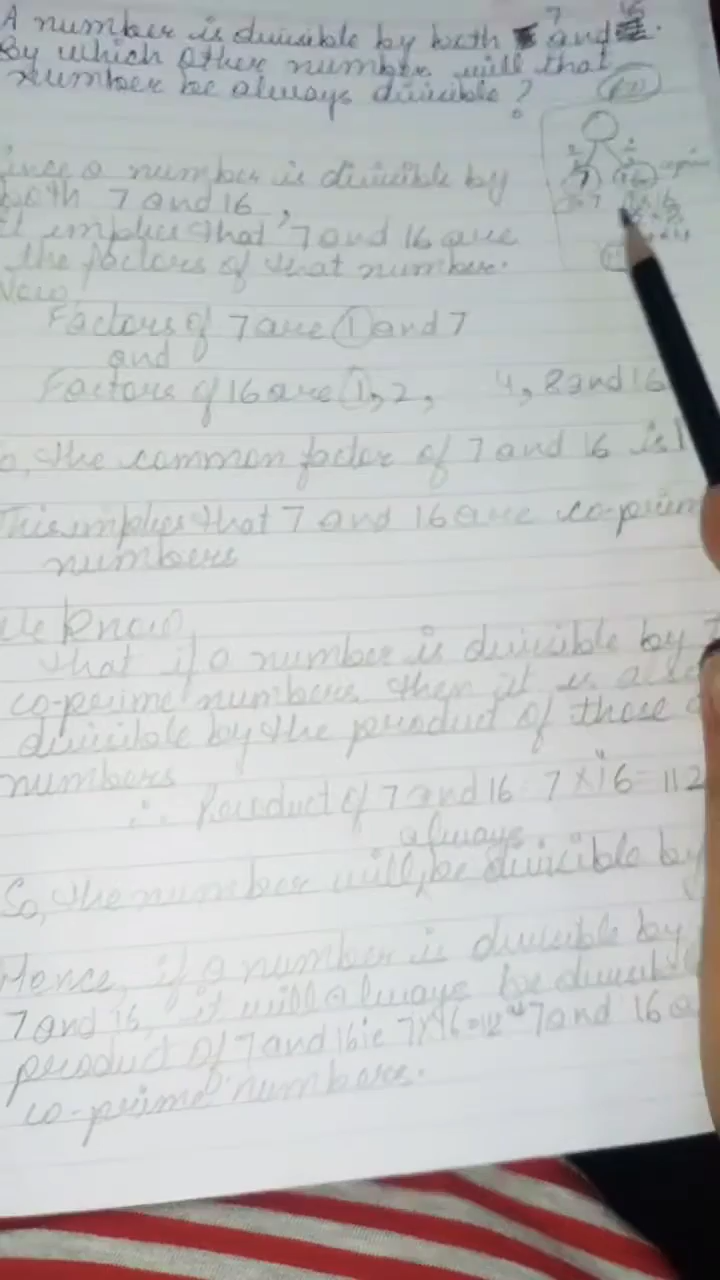 A number is divisible by both 7 and 16.
By which other number will that
number be always divisible?
ince a number is divisible by
both 7 and 16,
It implies that 7 and 16 are
the factors of that number.
Now,
Factors of 7 are 1 and 7
and
Factors of 16 are 1, 2, 4, 8 and 16
So, the common factor of 7 and 16 is 1
This implies that 7 and 16 are co-prim
numbers
We know
that if a number is divisible by
co-prime numbers then it is also
divisible by the product of those
numbers
∴ Product of 7 and 16 7 × 16 = 112
always
So, the number will be divisible by
Hence, if a number is divisible by
7 and 16, it will always be divisibl
product of 7 and 16 i.e 7×16=112 7 and 16 a
co-prime numbers.